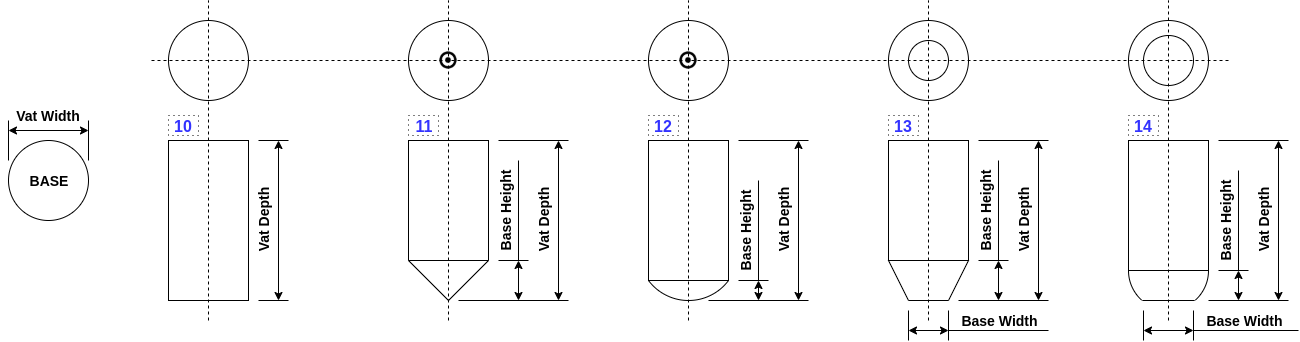 Vat Width
BASE
10
Vat Depth
11
Base Height
Vat Depth
12
Base Height
Vat Depth
13
Base Height
Vat Depth
Base Width
14
Base Height
Vat Depth
Base Width